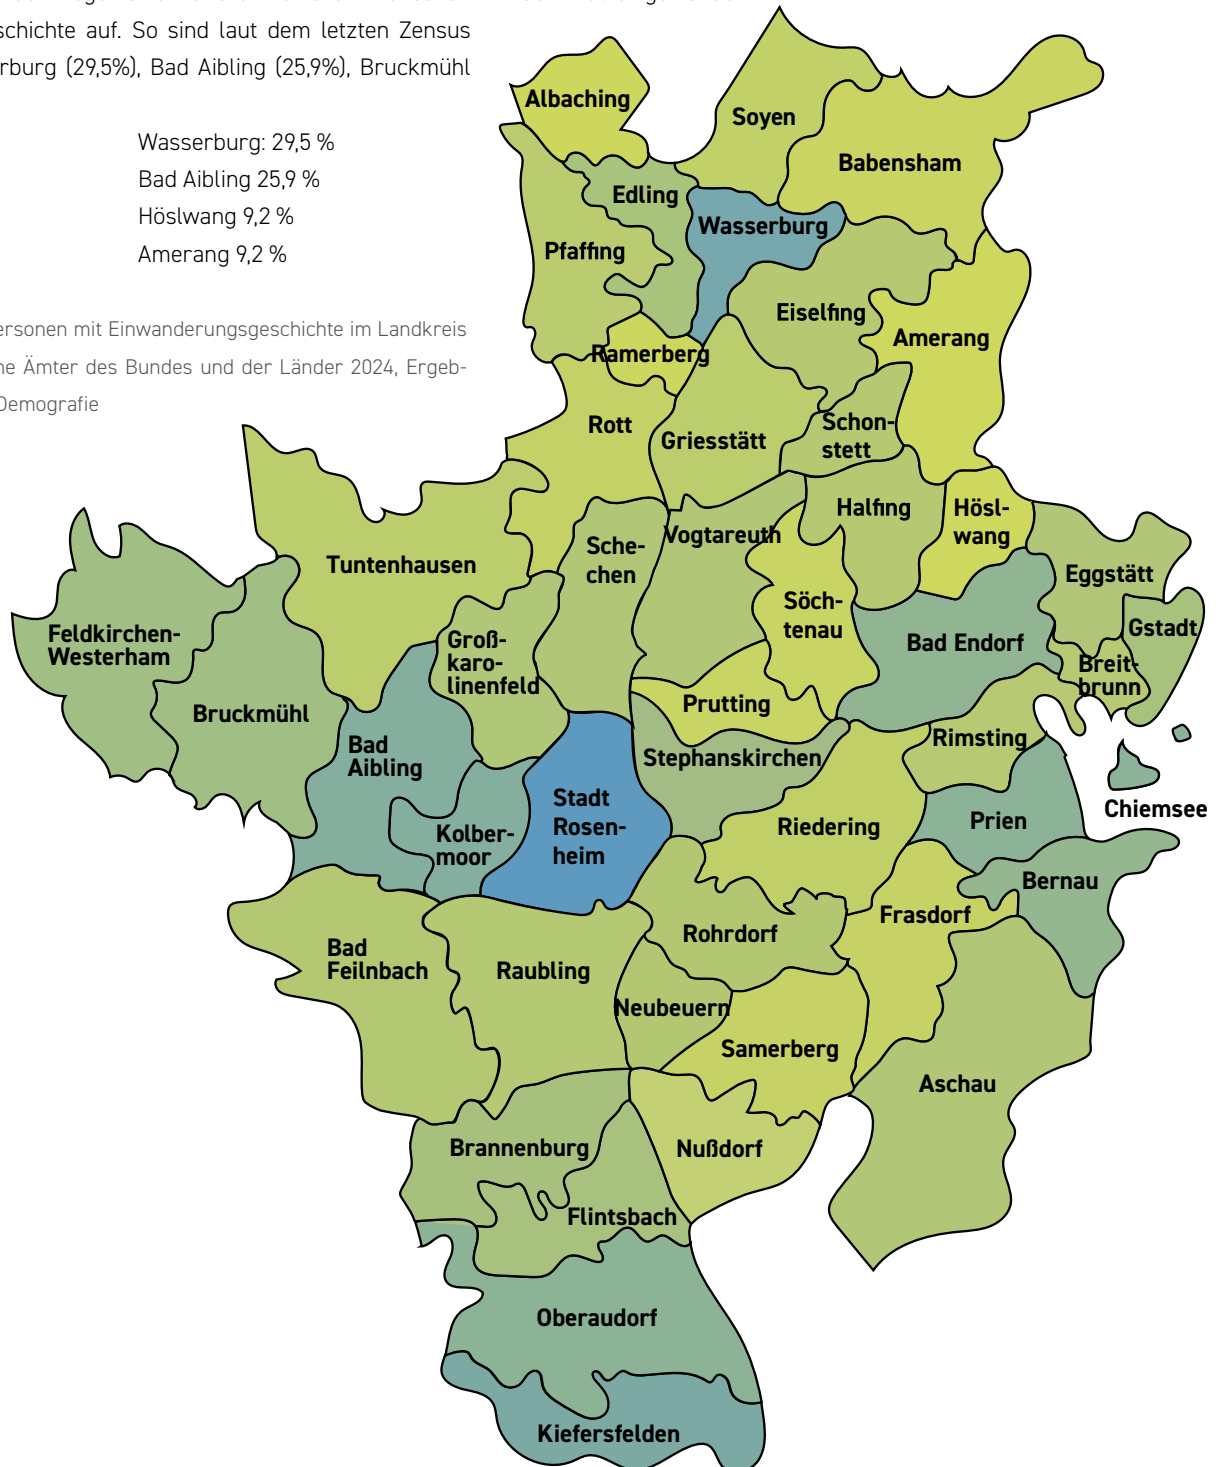 schichte auf. So sind laut dem letzten Zensus
rburg (29,5%), Bad Aibling (25,9%), Bruckmühl
Wasserburg: 29,5 %
Bad Aibling 25,9 %
Höslwang 9,2 %
Amerang 9,2 %
ersonen mit Einwanderungsgeschichte im Landkreis
ne Ämter des Bundes und der Länder 2024, Ergeb-
Demografie
Albaching
Soyen
Babensham
Edling
Wasserburg
Pfaffing
Eiselfing
Amerang
Ramerberg
Rott
Griesstätt
Schon-
stett
Halfing
Hösl-
wang
Vogtareuth
Sche-
chen
Tuntenhausen
Eggstätt
Söch-
tenau
Gstadt
Feldkirchen-
Westerham
Groß-
karo-
linenfeld
Bad Endorf
Breit-
brunn
Prutting
Bruckmühl
Rimsting
Bad
Aibling
Stephanskirchen
Stadt
Rosen-
heim
Chiemsee
Kolber-
moor
Riedering
Prien
Bernau
Frasdorf
Rohrdorf
Bad
Feilnbach
Raubling
Neubeuern
Samerberg
Aschau
Brannenburg
Nußdorf
Flintsbach
Oberaudorf
Kiefersfelden